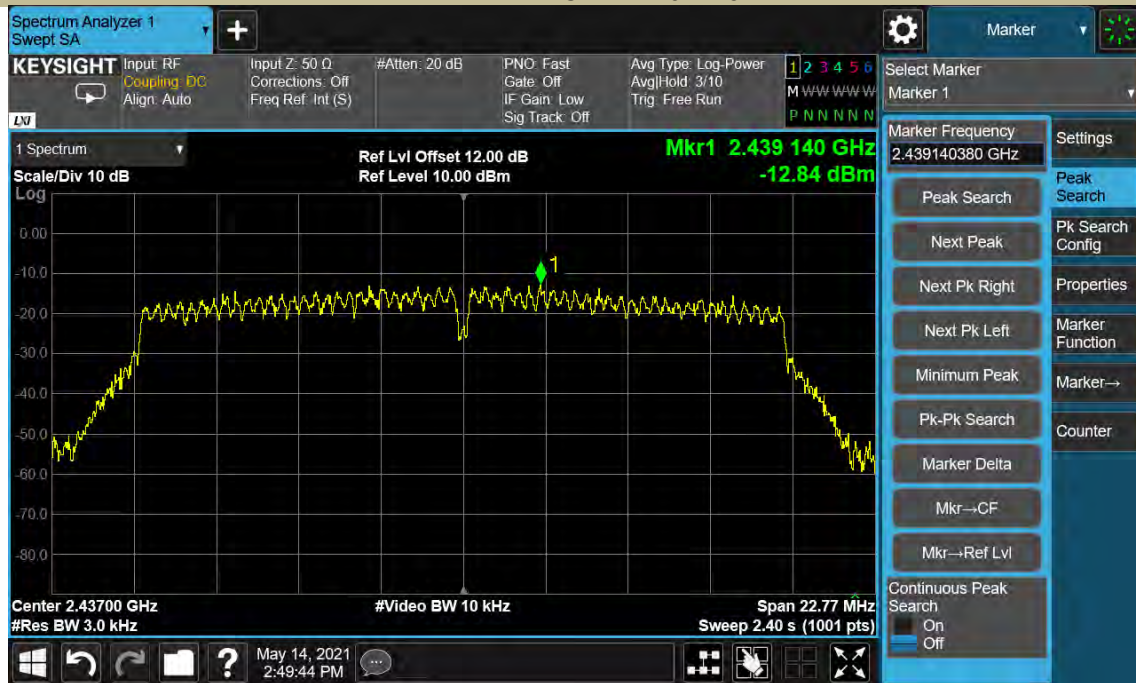 Spectrum Analyzer 1
Swept SA
+
Marker
KEYSIGHT
Input: RF
Coupling: DC
Align: Auto
Input Z: 50 Ω
Corrections: Off
Freq Ref: Int (S)
#Atten: 20 dB
PNO: Fast
Gate: Off
IF Gain: Low
Sig Track: Off
Avg Type: Log-Power
Avg|Hold: 3/10
Trig: Free Run
1 2 3 4 5 6
M W W W W W
P N N N N N
LXI
Select Marker
Marker 1
1 Spectrum
Scale/Div 10 dB
Log
Ref Lvl Offset 12.00 dB
Ref Level 10.00 dBm
Mkr1 2.439 140 GHz
-12.84 dBm
0.00
-10.0
-20.0
-30.0
-40.0
-50.0
-60.0
-70.0
-80.0
1
Center 2.43700 GHz
#Res BW 3.0 kHz
#Video BW 10 kHz
Span 22.77 MHz
Sweep 2.40 s (1001 pts)
Marker Frequency
2.439140380 GHz
Peak Search
Next Peak
Next Pk Right
Next Pk Left
Minimum Peak
Pk-Pk Search
Marker Delta
Mkr→CF
Mkr→Ref Lvl
Continuous Peak
Search
On
Off
Settings
Peak
Search
Pk Search
Config
Properties
Marker
Function
Marker→
Counter
?
May 14, 2021
2:49:44 PM